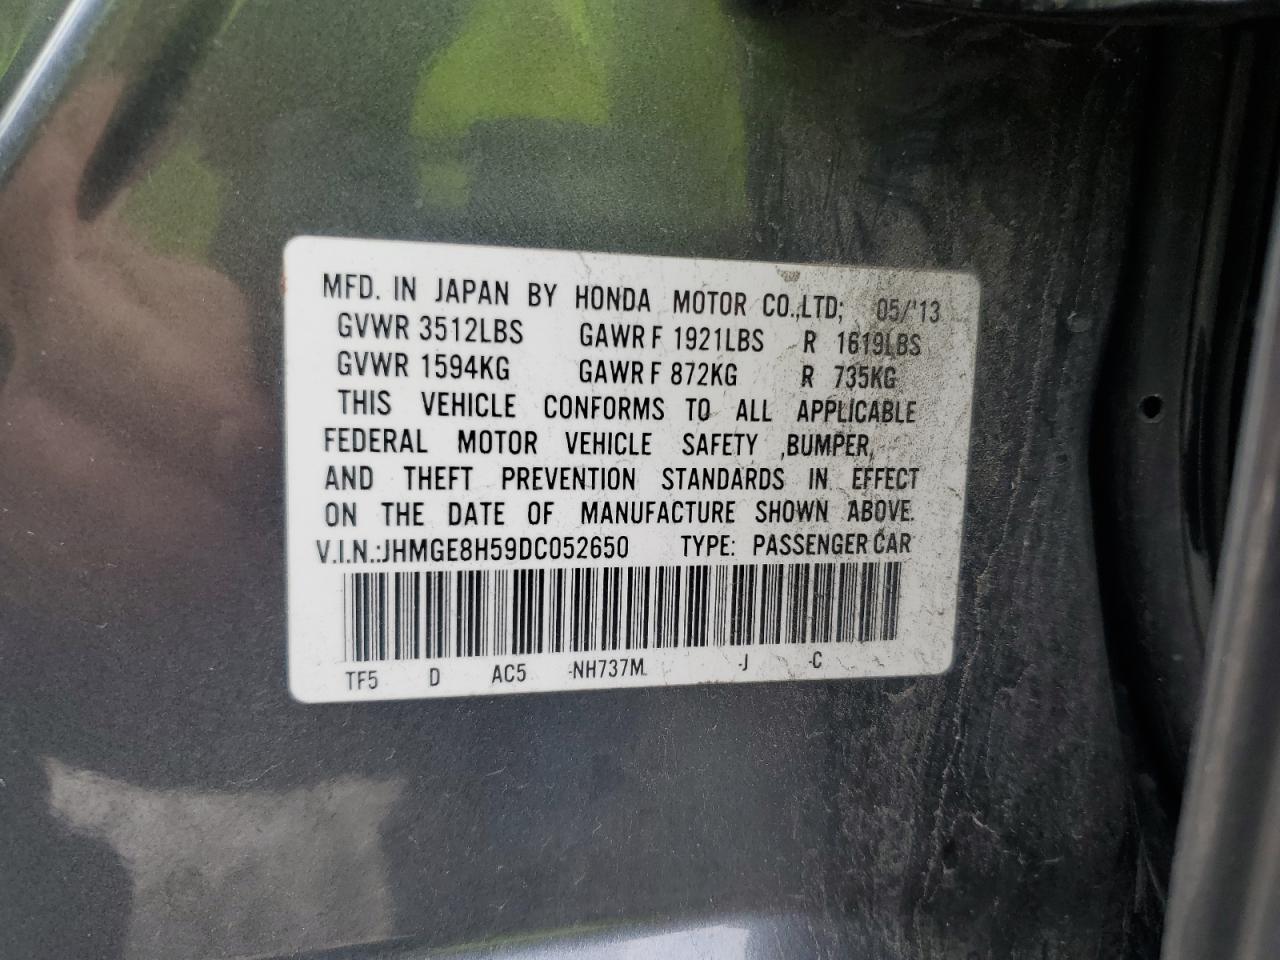 MFD. IN JAPAN BY HONDA MOTOR CO.,LTD; 05/'13
GVWR 3512LBS GAWR F 1921LBS R 1619LBS
GVWR 1594KG GAWR F 872KG R 735KG
THIS VEHICLE CONFORMS TO ALL APPLICABLE
FEDERAL MOTOR VEHICLE SAFETY ,BUMPER,
AND THEFT PREVENTION STANDARDS IN EFFECT
ON THE DATE OF MANUFACTURE SHOWN ABOVE.
V.I.N.:JHMGE8H59DC052650 TYPE: PASSENGER CAR
TF5 D AC5 -NH737M. -J -C